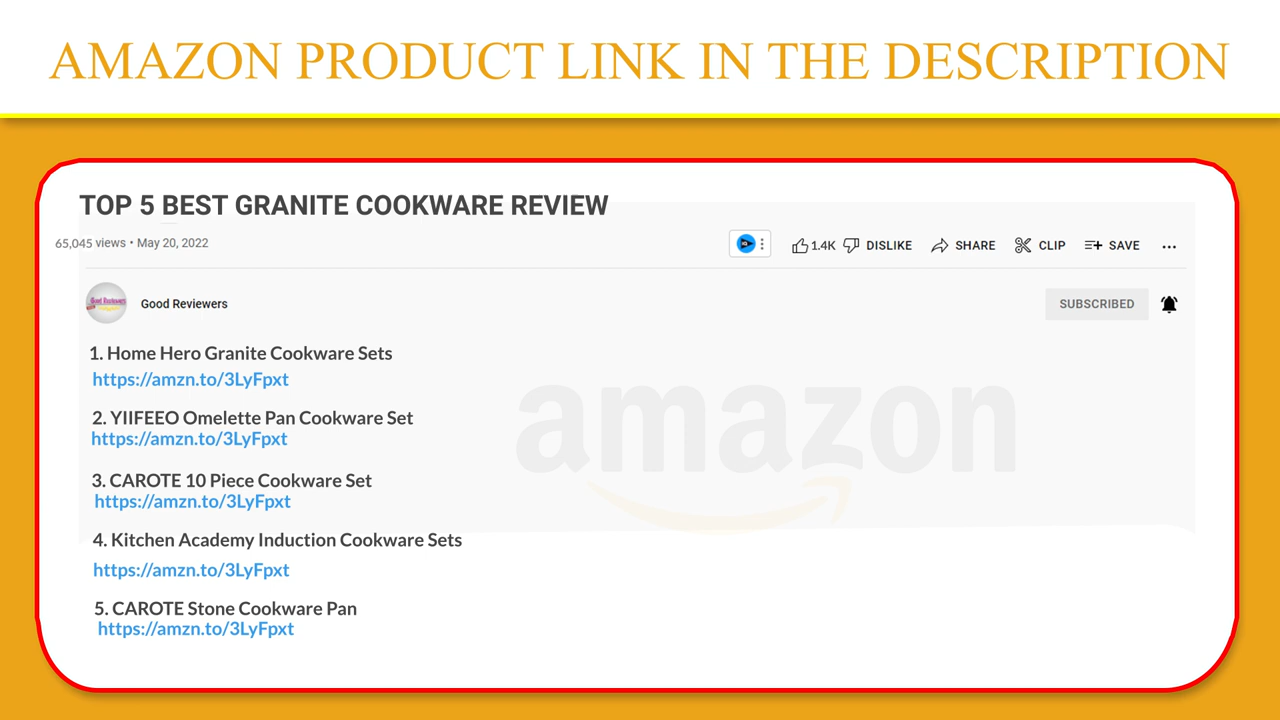 AMAZON PRODUCT LINK IN THE DESCRIPTION
TOP 5 BEST GRANITE COOKWARE REVIEW
65,045 views • May 20, 2022
1.4K DISLIKE SHARE CLIP SAVE ...
Good Reviewers
SUBSCRIBED
1. Home Hero Granite Cookware Sets
https://amzn.to/3LyFpxt
2. YIIFEEO Omelette Pan Cookware Set
https://amzn.to/3LyFpxt
3. CAROTE 10 Piece Cookware Set
https://amzn.to/3LyFpxt
4. Kitchen Academy Induction Cookware Sets
https://amzn.to/3LyFpxt
5. CAROTE Stone Cookware Pan
https://amzn.to/3LyFpxt
amazon